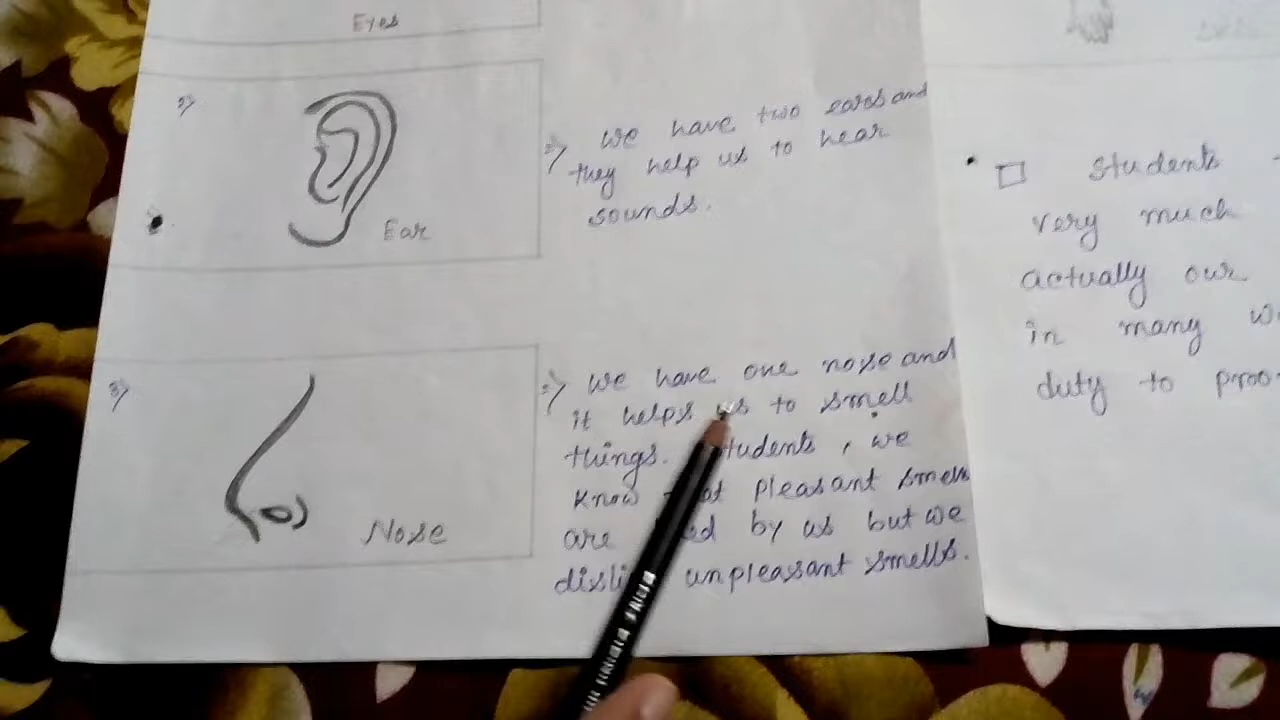 Eyes
2)
Ear
=) We have two ears and
they help us to hear
sounds.
3)
Nose
=) We have one nose and
it helps us to smell
things. Students, we
know that pleasant smells
are by us but we
unpleasant smells.
Students
very much
actually our
in many
duty to